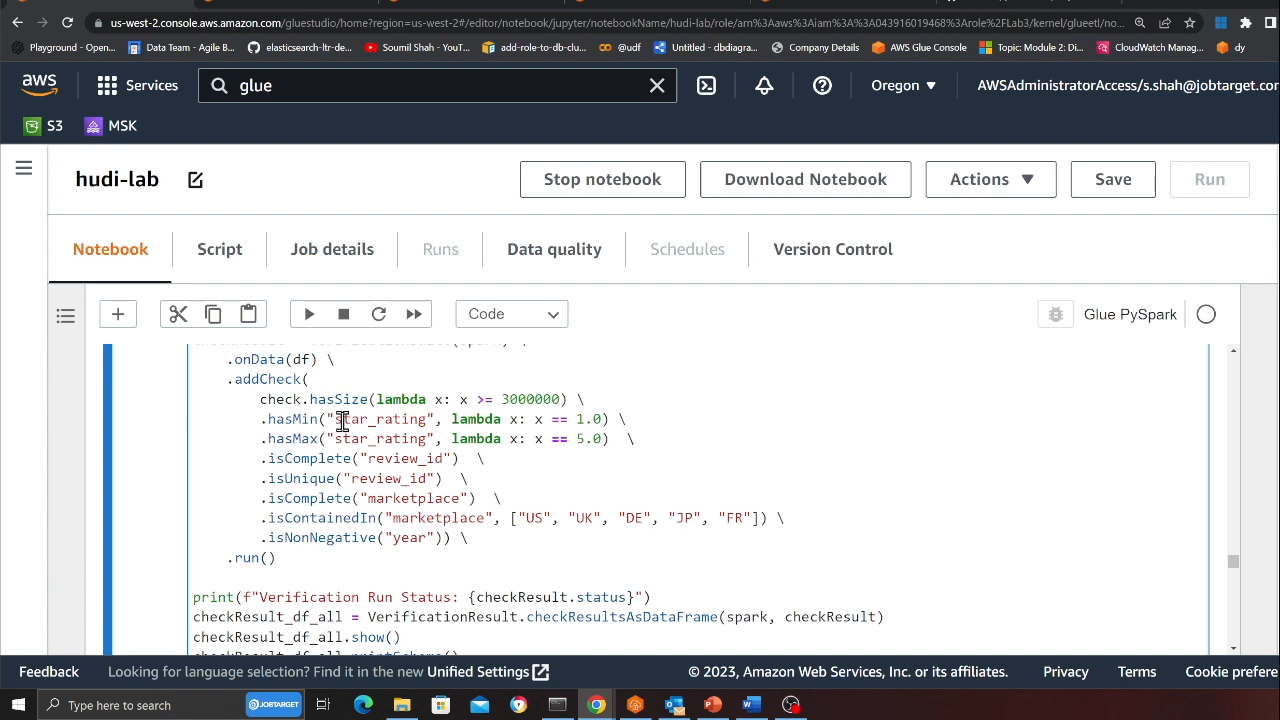 us-west-2.console.aws.amazon.com/gluestudio/home?region=us-west-2#/editor/notebook/jupyter/notebookName/hudi-lab/role/arn%3Aaws%3Aiam%3A%3A043916019468%3Arole%2FLab3/kernel/glueetl/no...
Playground - Open... Data Team - Agile B... elasticsearch-ltr-de... Soumil Shah - YouT... add-role-to-db-clu... @udf Untitled - dbdiagra... Company Details AWS Glue Console Topic: Module 2: Di... CloudWatch Manag... dy
aws Services glue Oregon AWSAdministratorAccess/s.shah@jobtarget.cor
S3 MSK
hudi-lab Stop notebook Download Notebook Actions Save Run
Notebook Script Job details Runs Data quality Schedules Version Control
Code Glue PySpark
.onData(df) \
.addCheck(
check.hasSize(lambda x: x >= 3000000) \
.hasMin("star_rating", lambda x: x == 1.0) \
.hasMax("star_rating", lambda x: x == 5.0) \
.isComplete("review_id") \
.isUnique("review_id") \
.isComplete("marketplace") \
.isContainedIn("marketplace", ["US", "UK", "DE", "JP", "FR"]) \
.isNonNegative("year")) \
.run()
print(f"Verification Run Status: {checkResult.status}")
checkResult_df_all = VerificationResult.checkResultsAsDataFrame(spark, checkResult)
checkResult_df_all.show()
Feedback Looking for language selection? Find it in the new Unified Settings © 2023, Amazon Web Services, Inc. or its affiliates. Privacy Terms Cookie prefere
Type here to search JOBTARGET